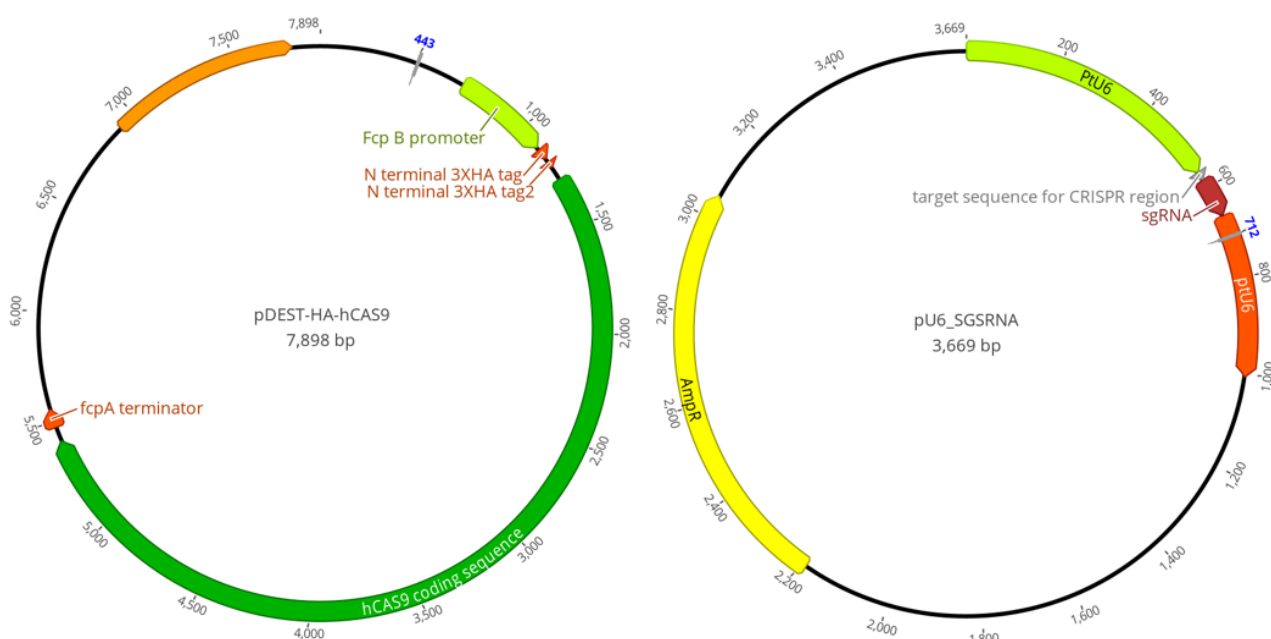 7,898
443
7,500
7,000
1,000
Fcp B promoter
N terminal 3XHA tag
N terminal 3XHA tag2
6,500
1,500
6,000
pDEST-HA-hCAS9
7,898 bp
2,000
fcpA terminator
5,500
2,500
5,000
hCAS9 coding sequence
3,000
4,500
3,500
4,000
3,669
200
PtU6
3,400
400
3,200
600
target sequence for CRISPR region
sgRNA
3,000
712
800
ptU6
2,800
pU6_SGSRNA
3,669 bp
1,000
AmpR
2,600
1,200
2,400
1,400
2,200
1,600
2,000
1,800